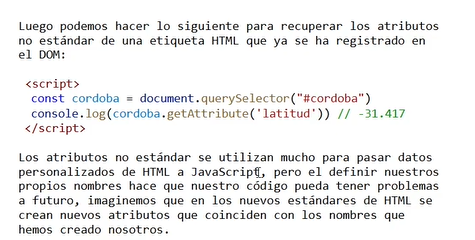 Luego podemos hacer lo siguiente para recuperar los atributos
no estándar de una etiqueta HTML que ya se ha registrado en
el DOM:
<script>
const cordoba = document.querySelector("#cordoba")
console.log(cordoba.getAttribute('latitud')) // -31.417
</script>
Los atributos no estándar se utilizan mucho para pasar datos
personalizados de HTML a JavaScript, pero el definir nuestros
propios nombres hace que nuestro código pueda tener problemas
a futuro, imaginemos que en los nuevos estándares de HTML se
crean nuevos atributos que coinciden con los nombres que
hemos creado nosotros.